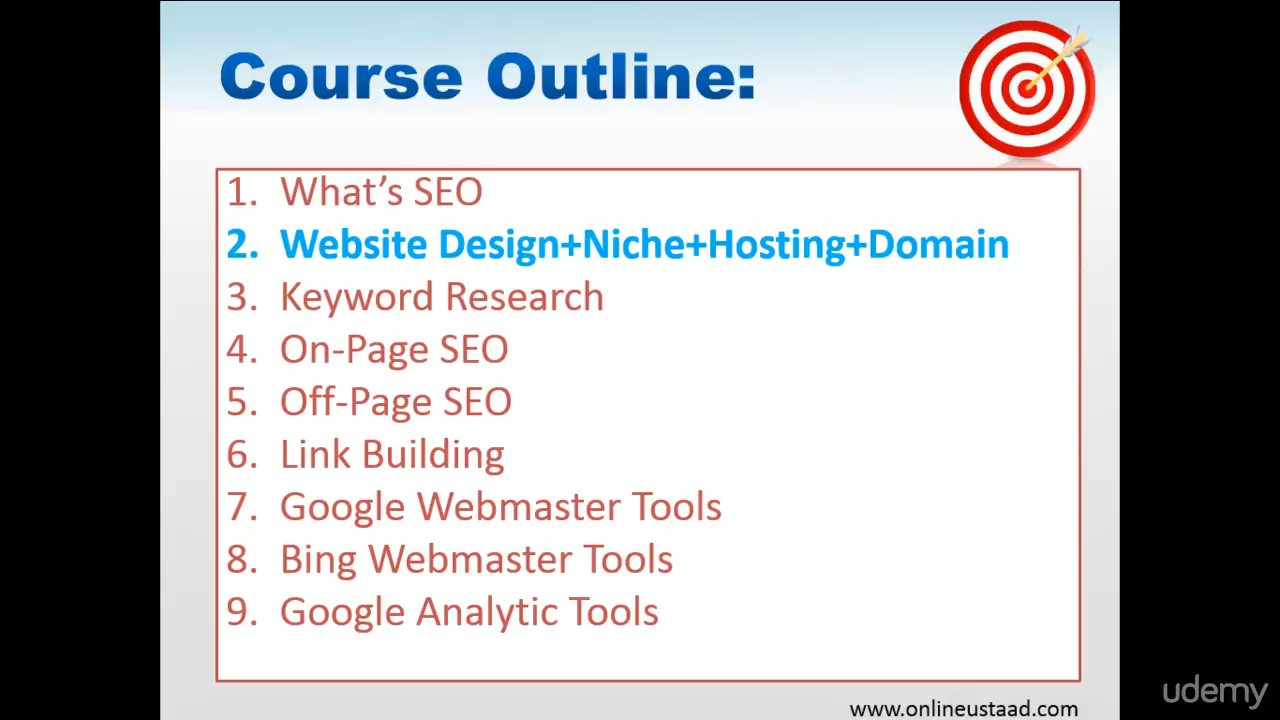 Course Outline:
1. What’s SEO
2. Website Design+Niche+Hosting+Domain
3. Keyword Research
4. On-Page SEO
5. Off-Page SEO
6. Link Building
7. Google Webmaster Tools
8. Bing Webmaster Tools
9. Google Analytic Tools
udemy
www.onlineustaad.com